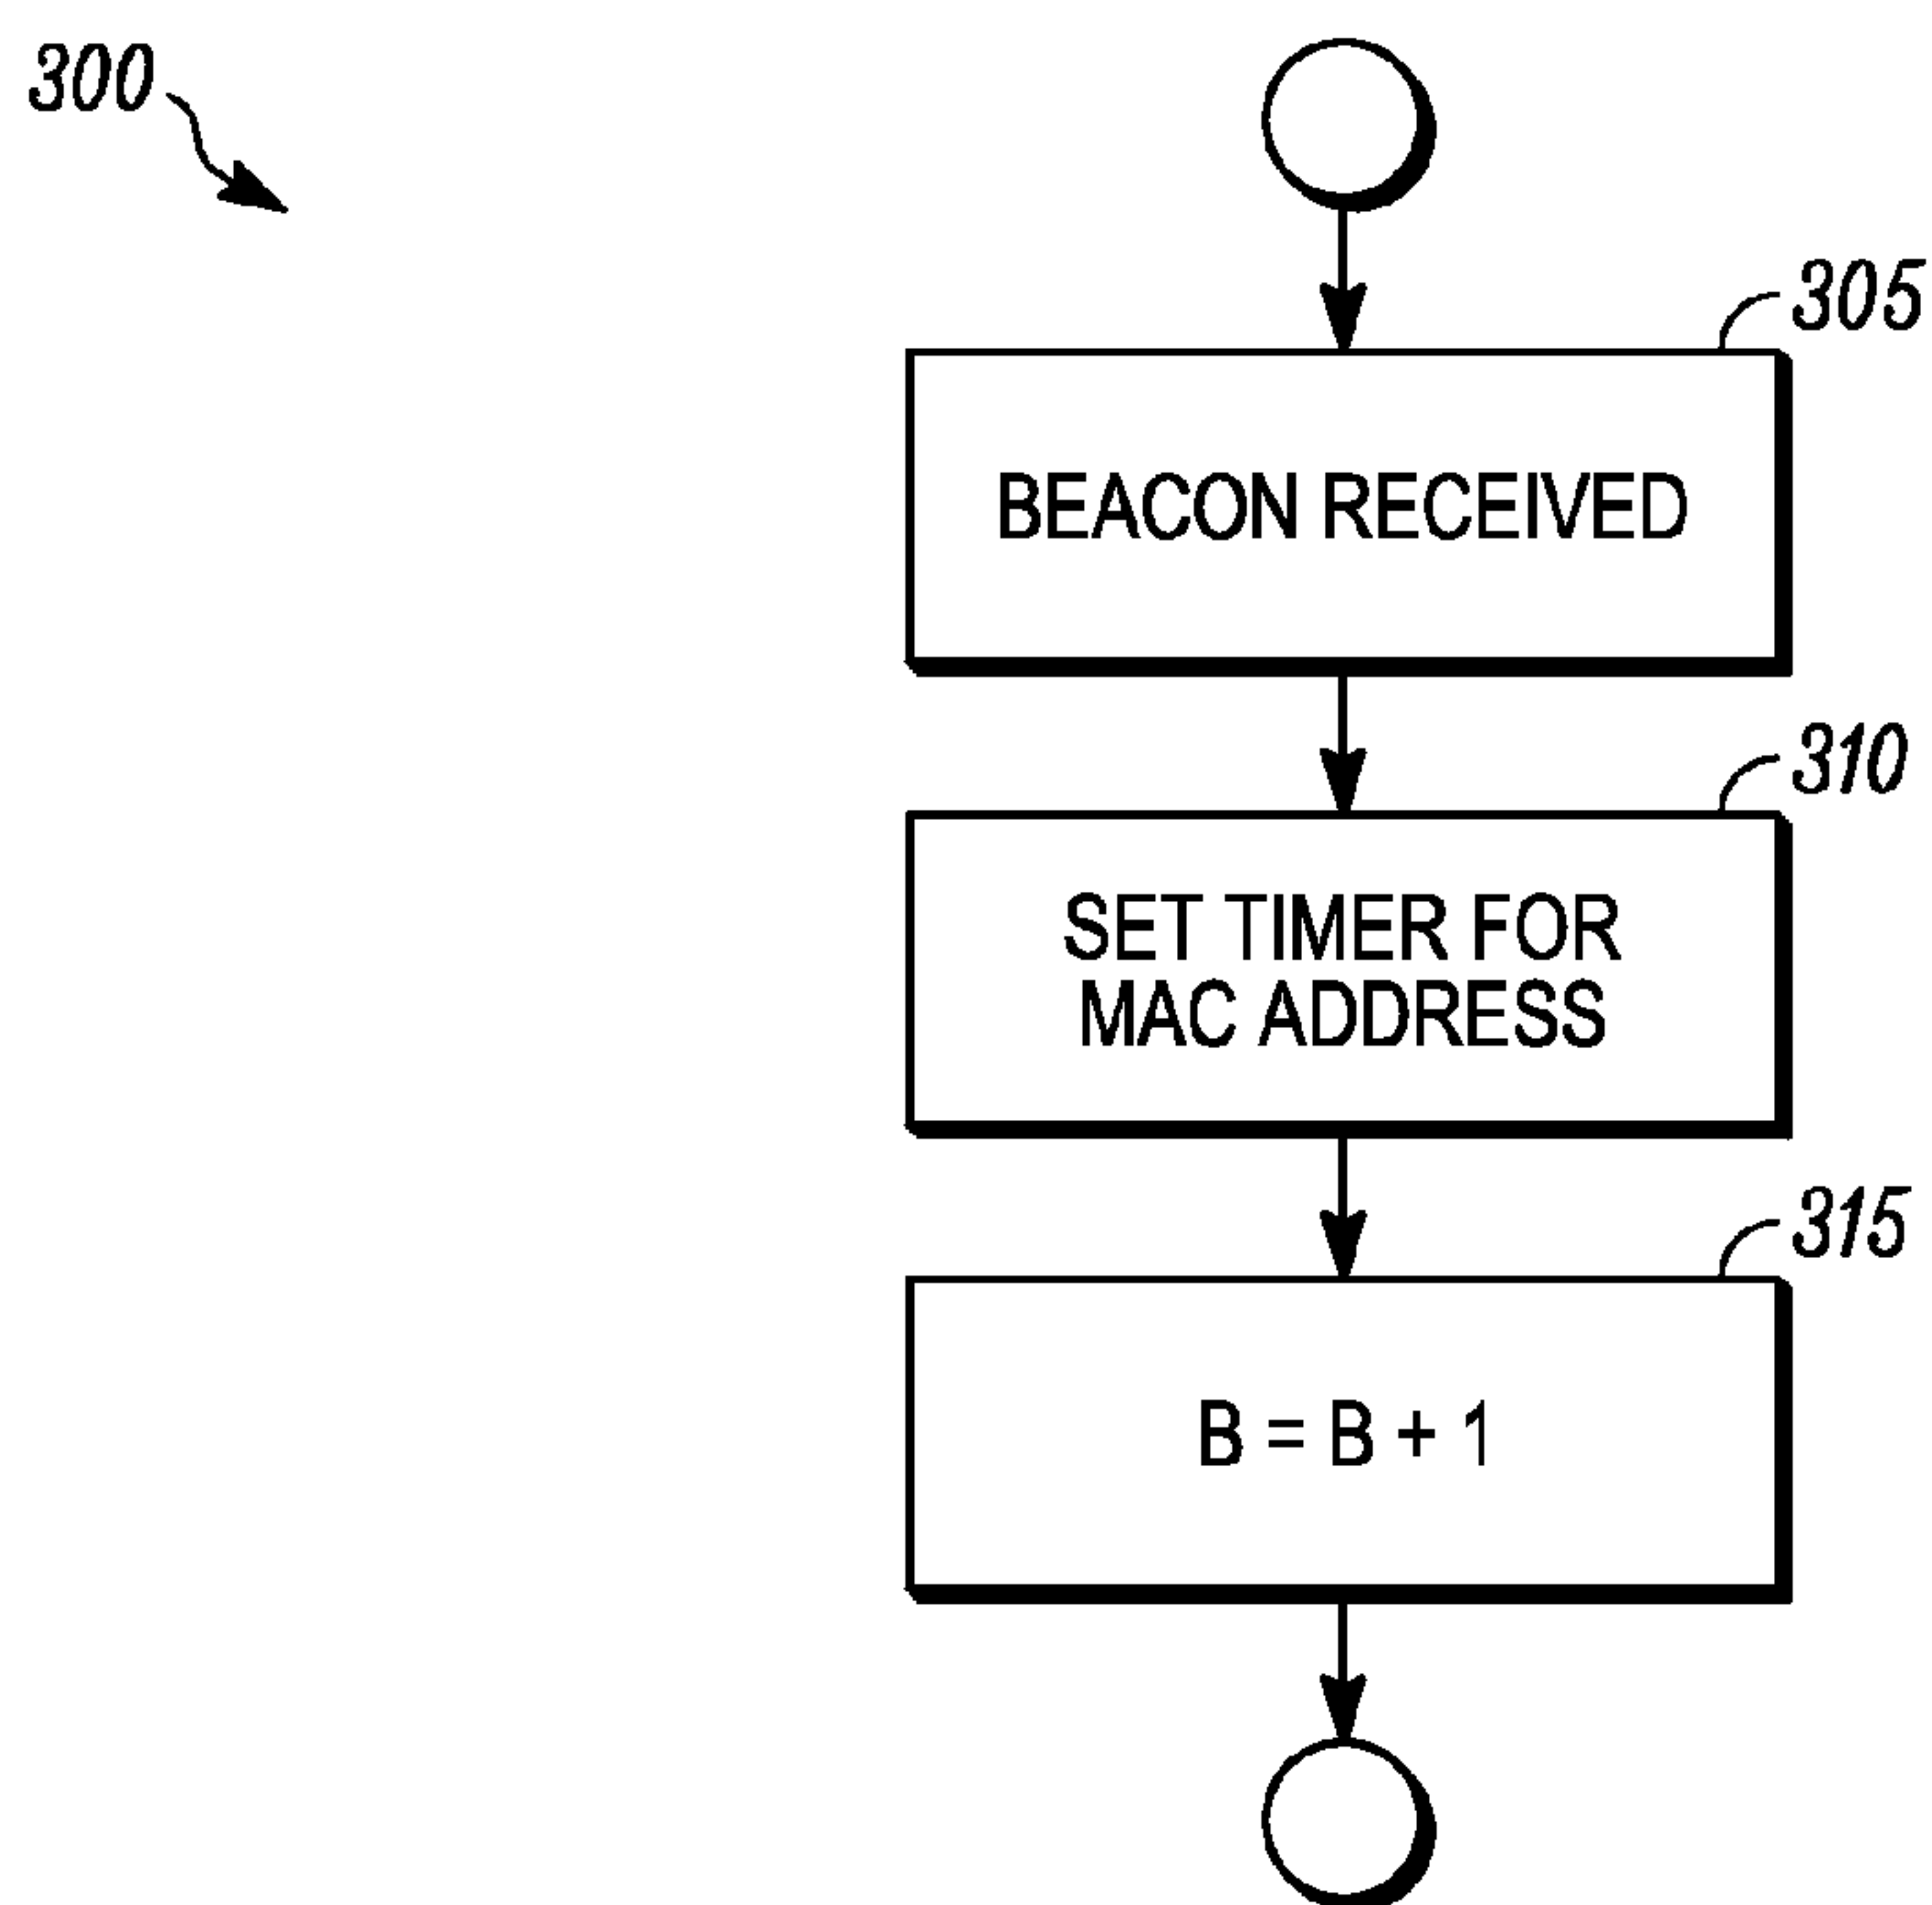 300
305
BEACON RECEIVED
310
SET TIMER FOR
MAC ADDRESS
315
B = B + 1